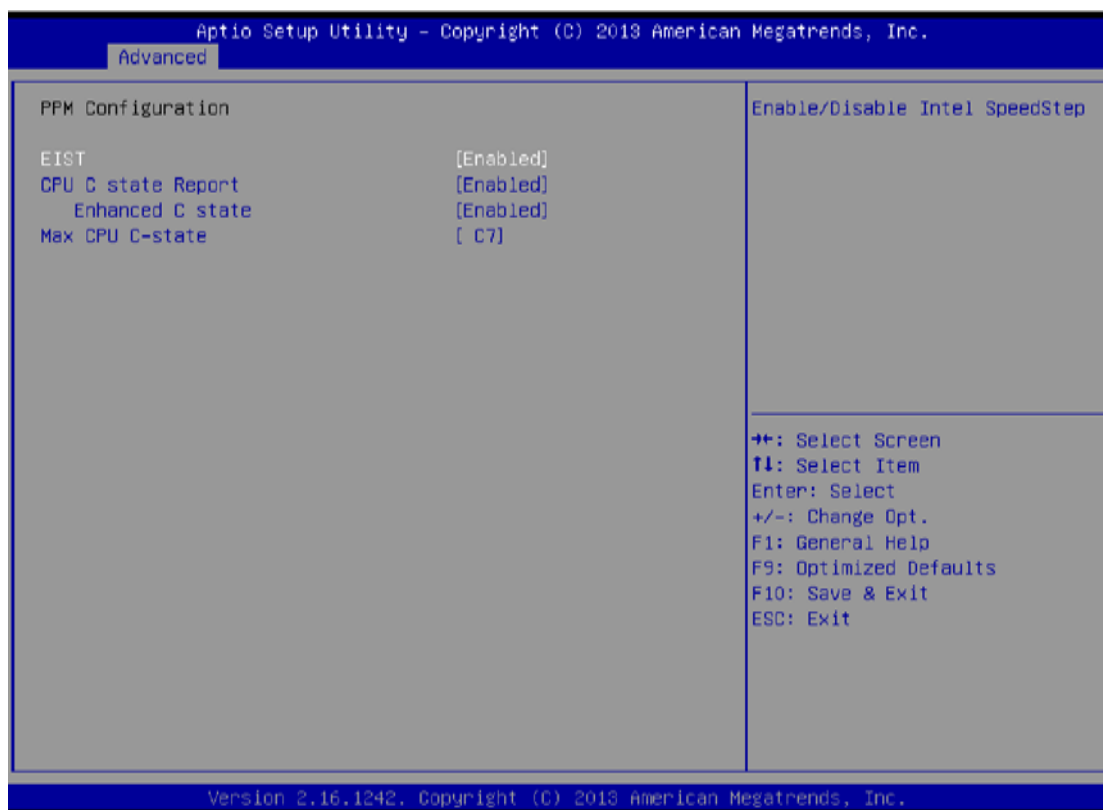 Aptio Setup Utility – Copyright (C) 2013 American Megatrends, Inc.
Advanced
PPM Configuration
EIST [Enabled]
CPU C state Report [Enabled]
Enhanced C state [Enabled]
Max CPU C-state [ C7]
Enable/Disable Intel SpeedStep
→←: Select Screen
↑↓: Select Item
Enter: Select
+/-: Change Opt.
F1: General Help
F9: Optimized Defaults
F10: Save & Exit
ESC: Exit
Version 2.16.1242. Copyright (C) 2013 American Megatrends, Inc.